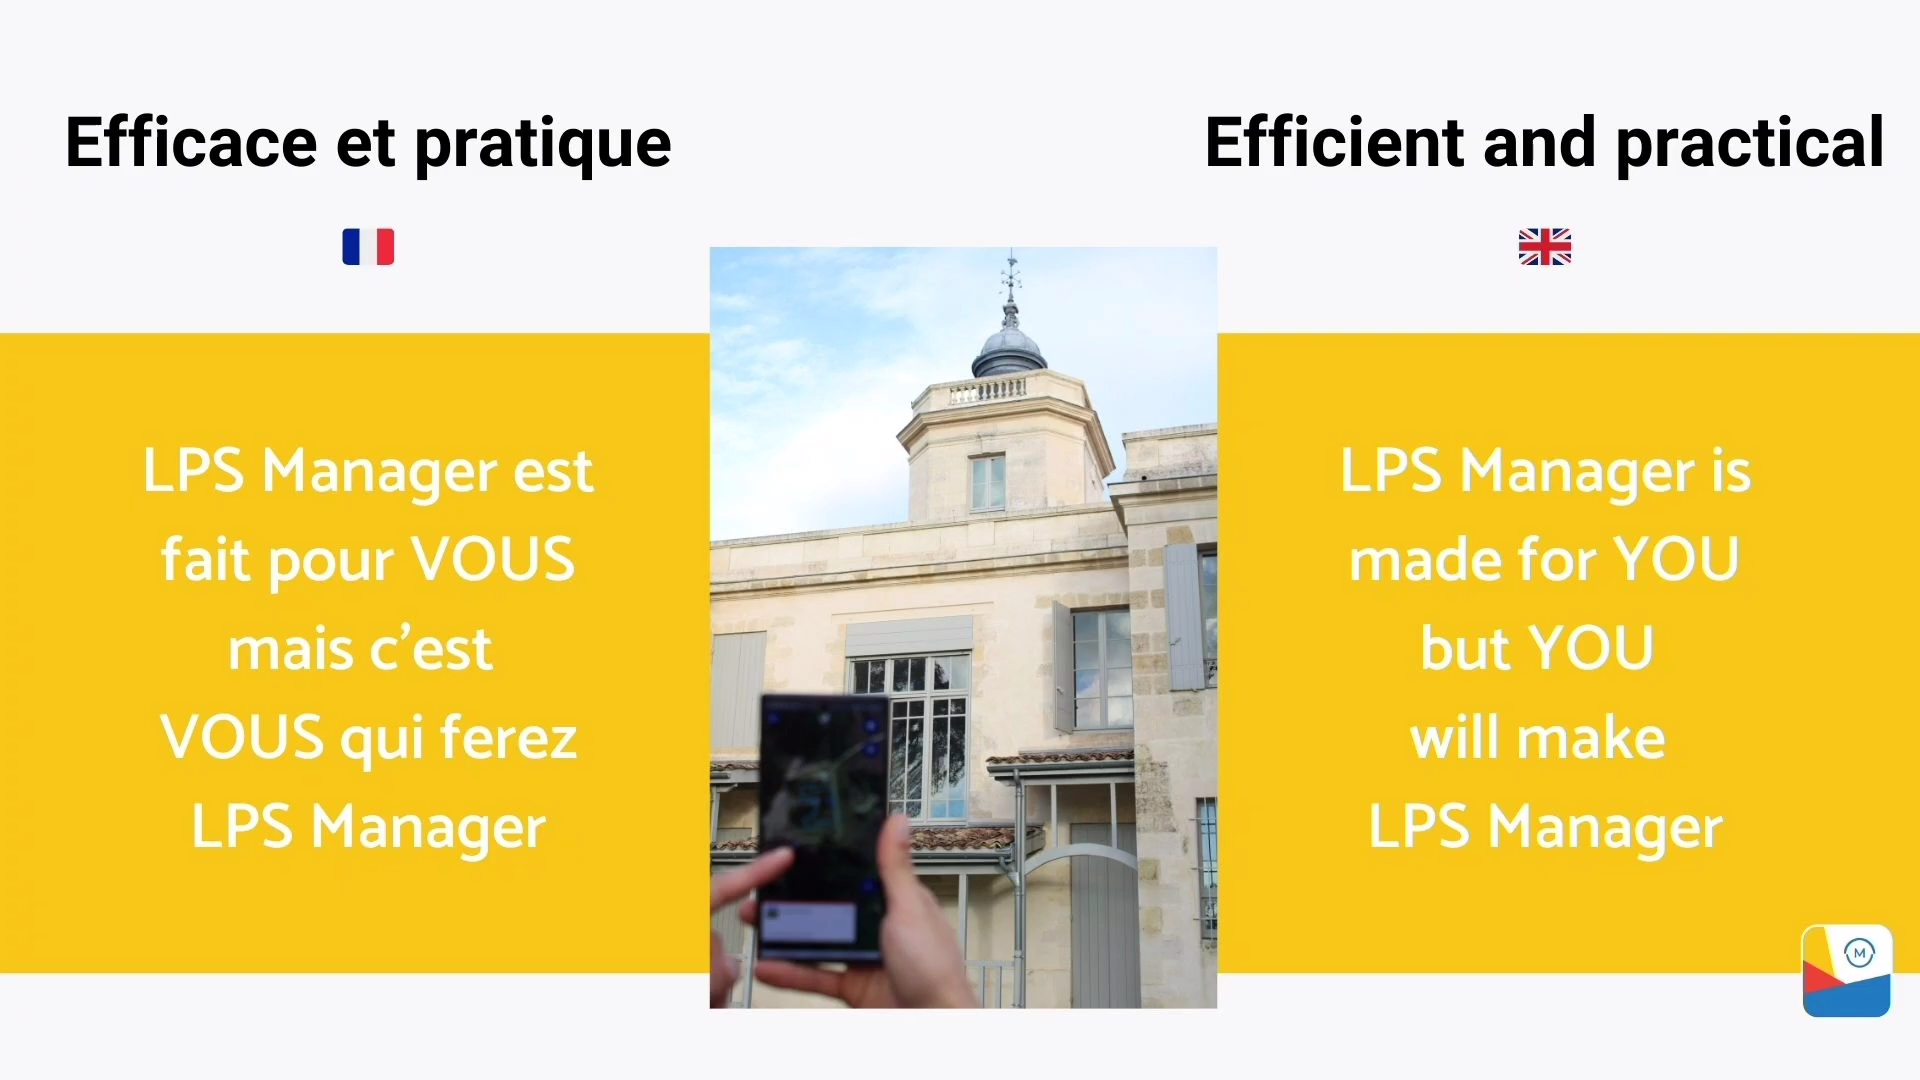 Efficace et pratique
LPS Manager est
fait pour VOUS
mais c'est
VOUS qui ferez
LPS Manager
Efficient and practical
LPS Manager is
made for YOU
but YOU
will make
LPS Manager
M